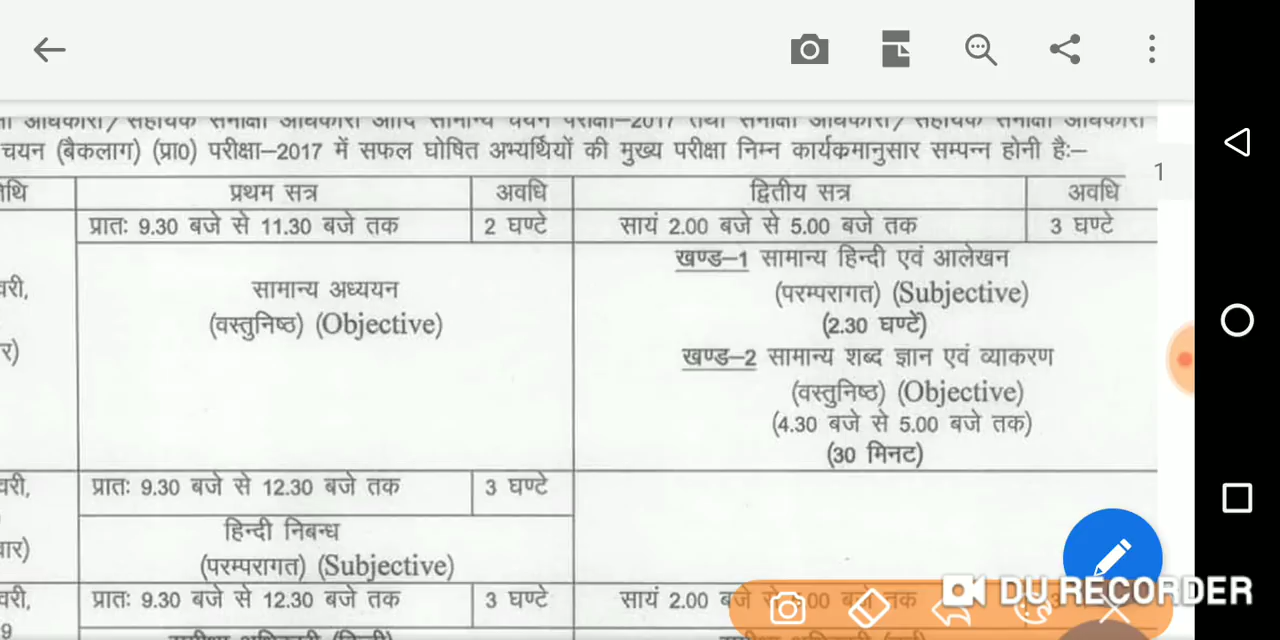 चयन (बैकलाग) (प्रा0) परीक्षा–2017 में सफल घोषित अभ्यर्थियों की मुख्य परीक्षा निम्न कार्यक्रमानुसार सम्पन्न होनी है:–
1
प्रथम सत्र अवधि द्वितीय सत्र अवधि
प्रातः 9.30 बजे से 11.30 बजे तक 2 घण्टे सायं 2.00 बजे से 5.00 बजे तक 3 घण्टे
सामान्य अध्ययन
(वस्तुनिष्ठ) (Objective)
खण्ड–1 सामान्य हिन्दी एवं आलेखन
(परम्परागत) (Subjective)
(2.30 घण्टें)
खण्ड–2 सामान्य शब्द ज्ञान एवं व्याकरण
(वस्तुनिष्ठ) (Objective)
(4.30 बजे से 5.00 बजे तक)
(30 मिनट)
प्रातः 9.30 बजे से 12.30 बजे तक 3 घण्टे
हिन्दी निबन्ध
(परम्परागत) (Subjective)
प्रातः 9.30 बजे से 12.30 बजे तक 3 घण्टे सायं 2.00 तक
DU RECORDER